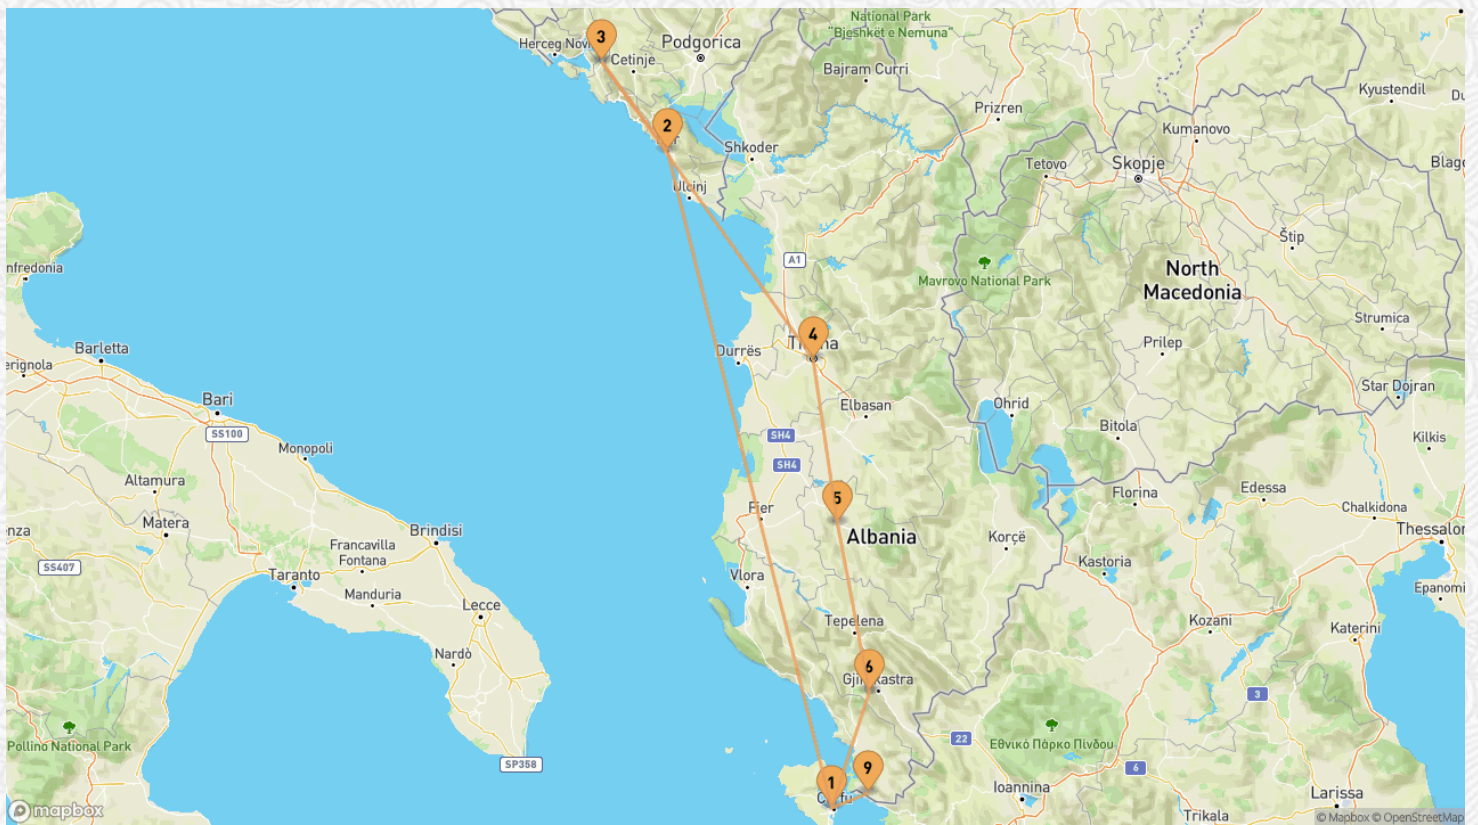 National Park
"Bjeshkët e Nemuna"
3
Herceg Novi
Podgorica
Cetinje
Bajram Curri
Kyustendil
Prizren
2
Shkoder
Kumanovo
Tetovo
Skopje
Blag
Ulcinj
Štip
A1
nfredonia
Mavrovo National Park
North
Macedonia
Strumica
4
Barletta
erignola
Durrës
Prilep
Star Dojran
Bari
SS100
Elbasan
Ohrid
Bitola
SH4
Kilkis
Monopoli
SH4
Altamura
5
Florina
Edessa
Chalkidona
Matera
Fier
Brindisi
Albania
Korçë
Thessalon
enza
Francavilla
Fontana
SS407
Taranto
Vlora
Kastoria
Epanomi
Manduria
Lecce
Tepelena
Kozani
Katerini
Nardò
6
3
22
Εθνικό Πάρκο Πίνδου
Pollino National Park
SP358
1
9
6
Ioannina
Larissa
mapbox
Trikala
© Mapbox © OpenStreetMap